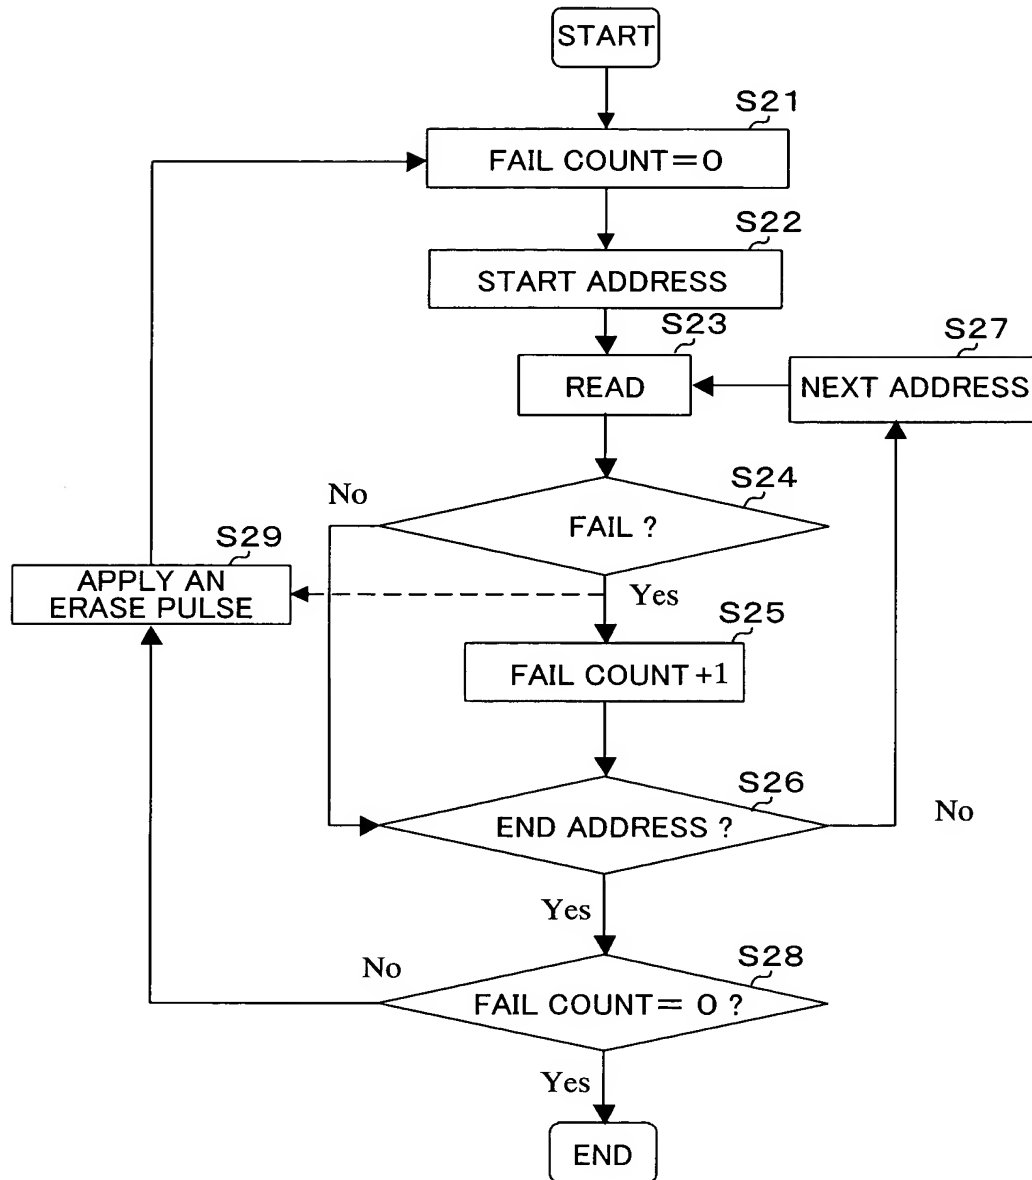 START
S21
FAIL COUNT=0
S22
START ADDRESS
S23
READ
S27
NEXT ADDRESS
S24
No
FAIL ?
S29
APPLY AN
ERASE PULSE
Yes
S25
FAIL COUNT +1
S26
END ADDRESS ?
No
Yes
S28
No
FAIL COUNT= 0 ?
Yes
END